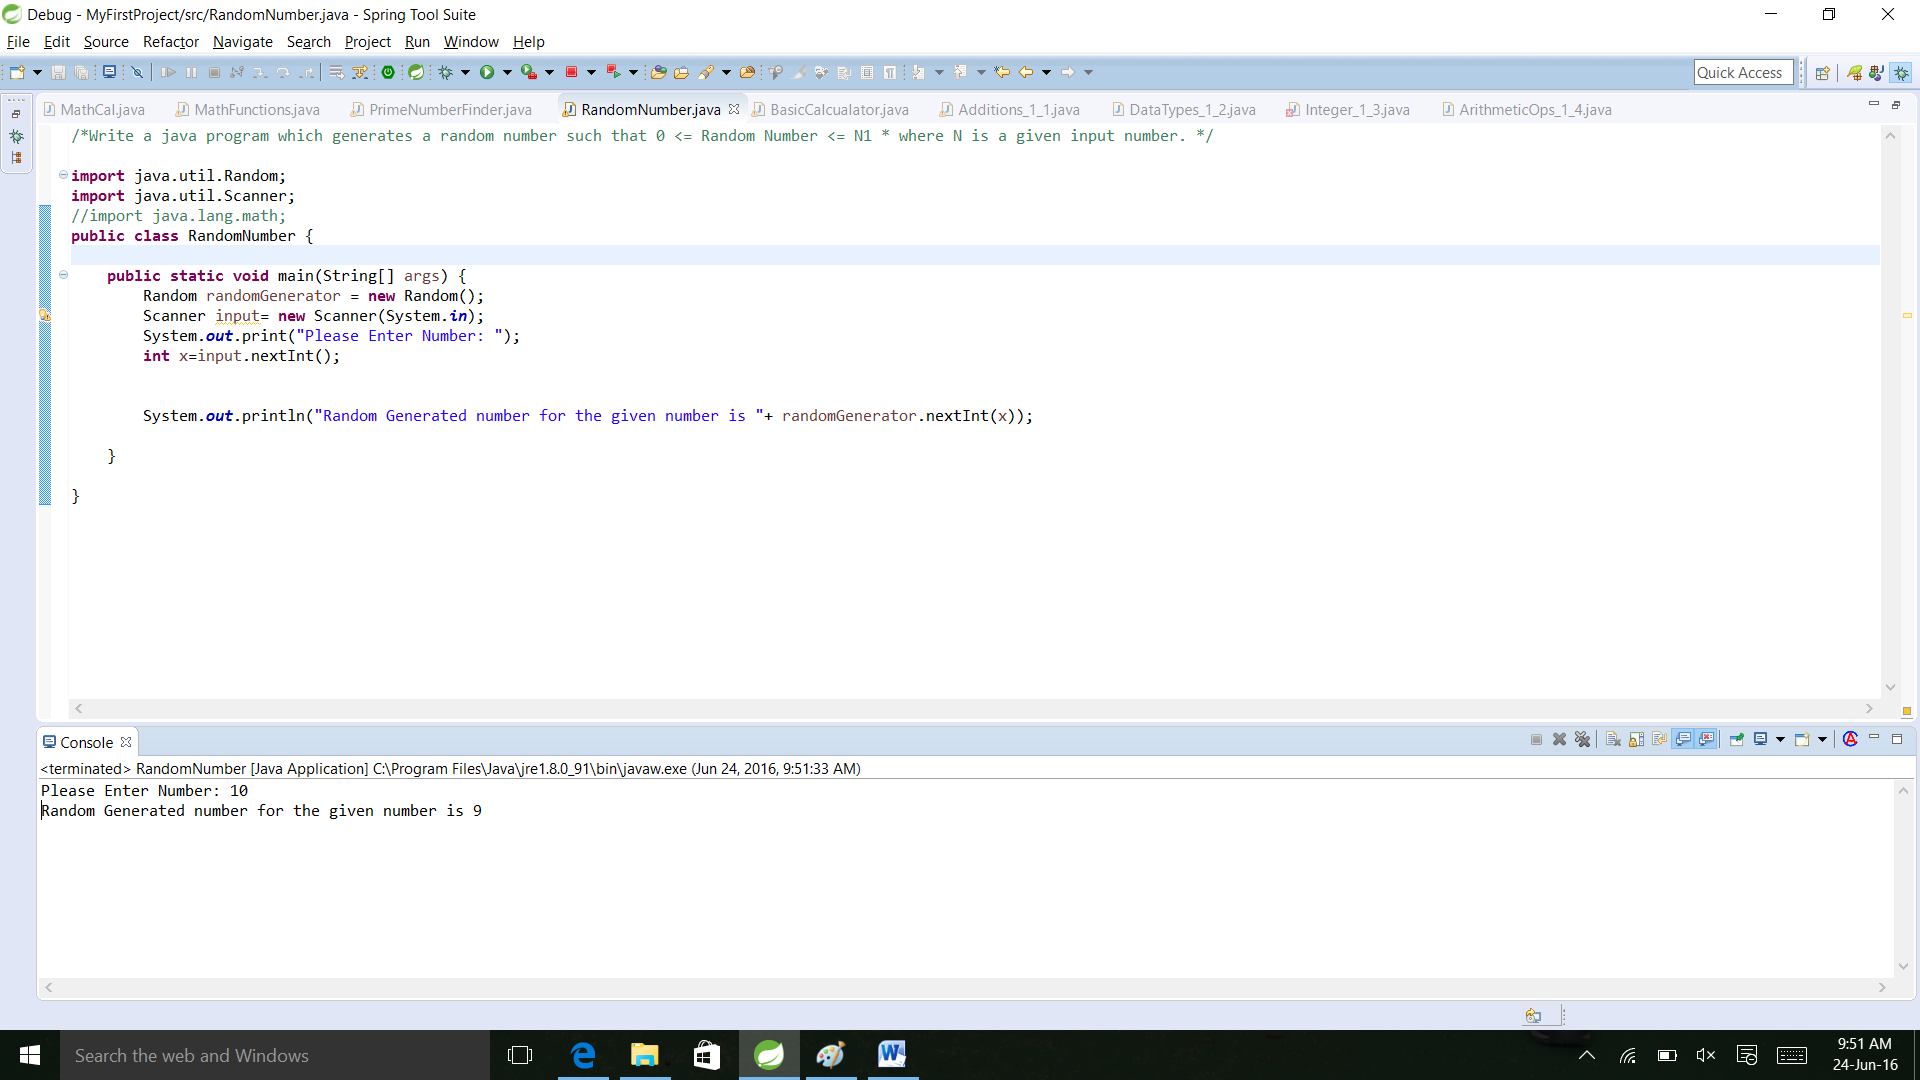 Debug - MyFirstProject/src/RandomNumber.java - Spring Tool Suite
File Edit Source Refactor Navigate Search Project Run Window Help
Quick Access
MathCal.java MathFunctions.java PrimeNumberFinder.java RandomNumber.java BasicCalcualator.java Additions_1_1.java DataTypes_1_2.java Integer_1_3.java ArithmeticOps_1_4.java
/*Write a java program which generates a random number such that 0 <= Random Number <= N1 * where N is a given input number. */
import java.util.Random;
import java.util.Scanner;
//import java.lang.math;
public class RandomNumber {
public static void main(String[] args) {
Random randomGenerator = new Random();
Scanner input= new Scanner(System.in);
System.out.print("Please Enter Number: ");
int x=input.nextInt();
System.out.println("Random Generated number for the given number is "+ randomGenerator.nextInt(x));
}
}
Console
<terminated> RandomNumber [Java Application] C:\Program Files\Java\jre1.8.0_91\bin\javaw.exe (Jun 24, 2016, 9:51:33 AM)
Please Enter Number: 10
Random Generated number for the given number is 9
Search the web and Windows
9:51 AM
24-Jun-16